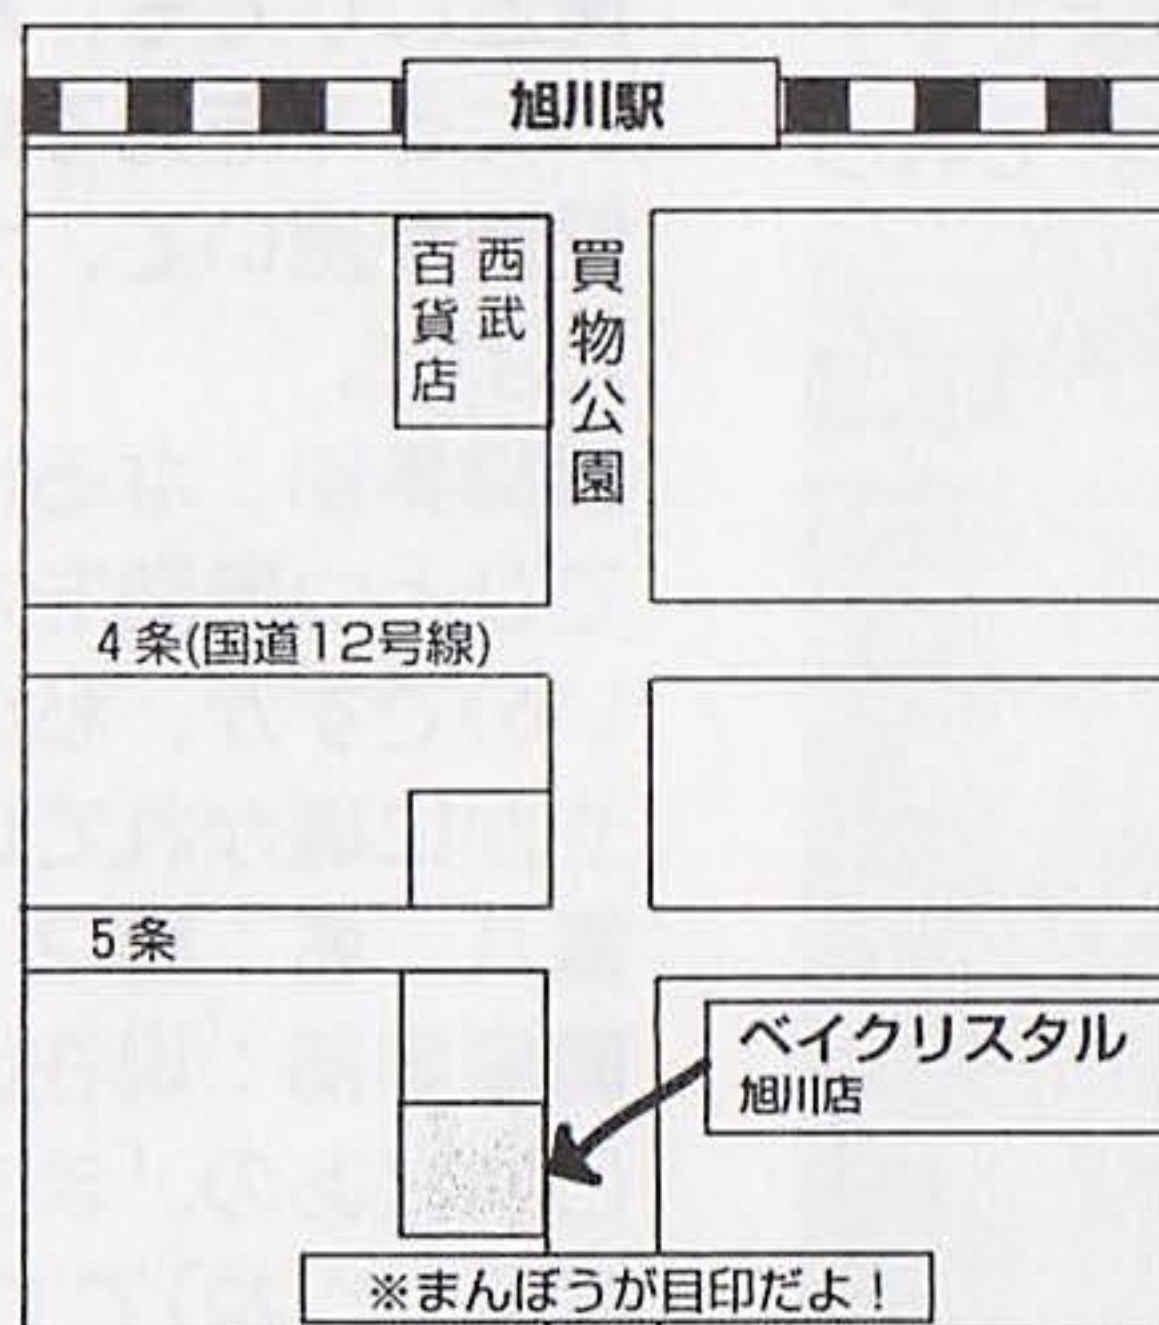 旭川駅
西武
百貨店
買物公園
4条(国道12号線)
5条
ベイクリスタル
旭川店
※まんぼうが目印だよ！